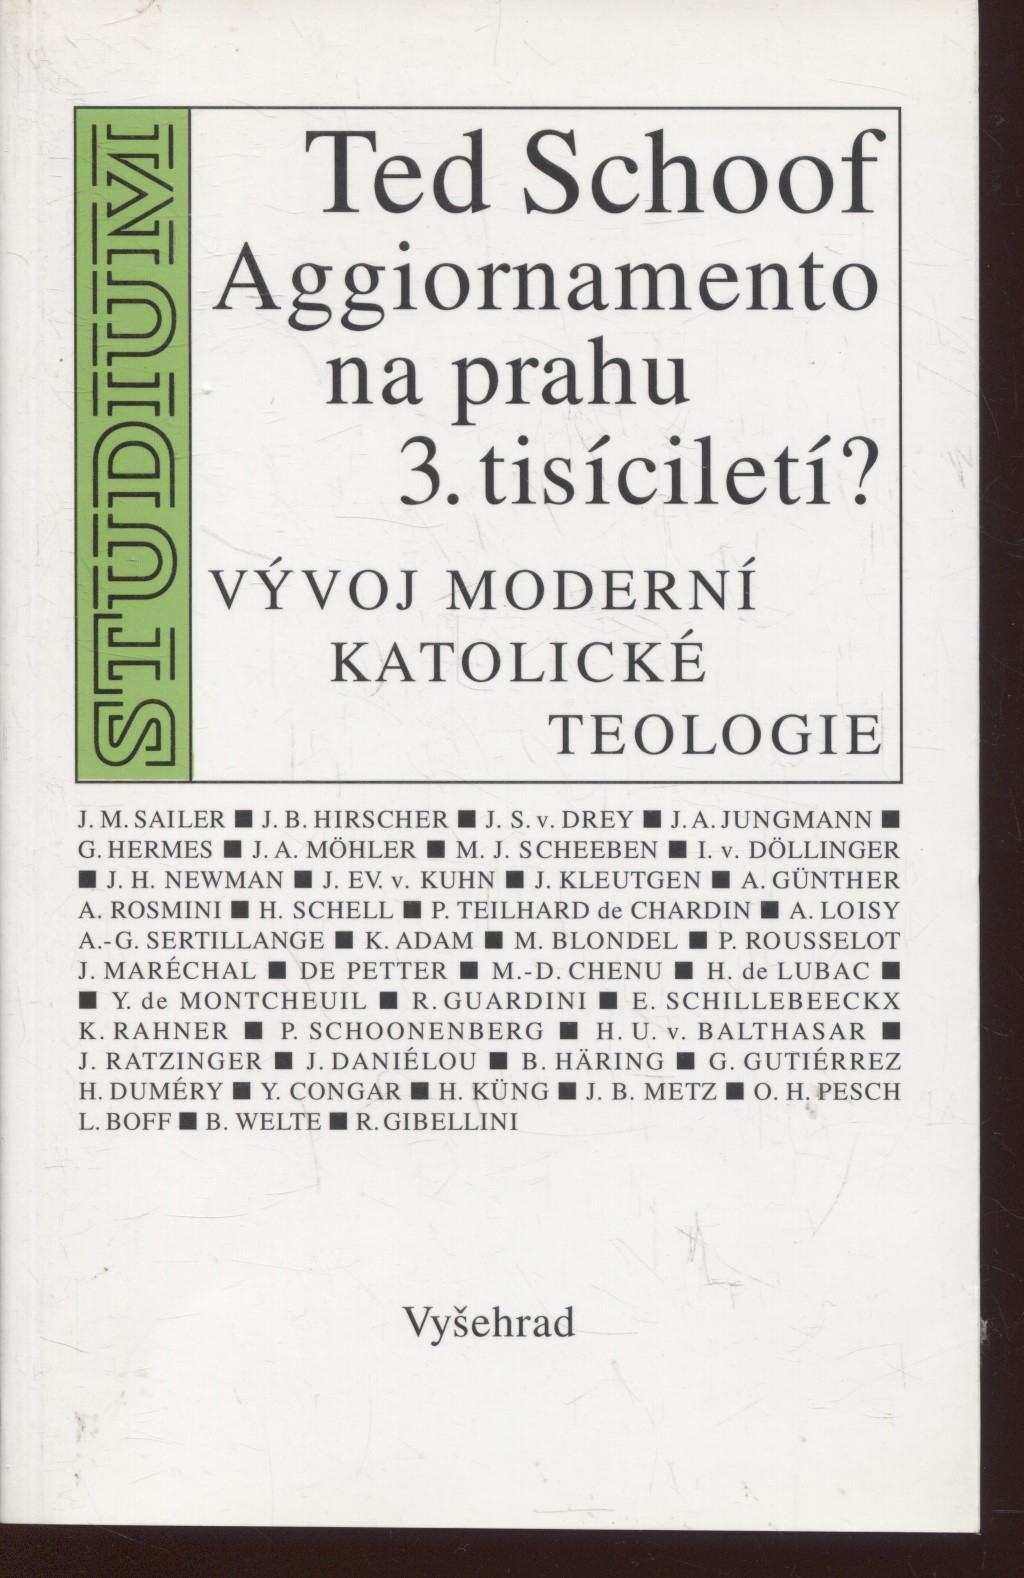 STUDIUM
Ted Schoof
Aggiornamento
na prahu
3. tisíciletí?
VÝVOJ MODERNÍ
KATOLICKÉ
TEOLOGIE
J. M. SAILER ■ J. B. HIRSCHER ■ J. S. v. DREY ■ J. A. JUNGMANN ■
G. HERMES ■ J. A. MÖHLER ■ M. J. SCHEEBEN ■ I. v. DÖLLINGER
■ J. H. NEWMAN ■ J. EV. v. KUHN ■ J. KLEUTGEN ■ A. GÜNTHER
A. ROSMINI ■ H. SCHELL ■ P. TEILHARD de CHARDIN ■ A. LOISY
A.-G. SERTILLANGE ■ K. ADAM ■ M. BLONDEL ■ P. ROUSSELOT
J. MARÉCHAL ■ DE PETTER ■ M.-D. CHENU ■ H. de LUBAC ■
■ Y. de MONTCHEUIL ■ R. GUARDINI ■ E. SCHILLEBEECKX
K. RAHNER ■ P. SCHOONENBERG ■ H. U. v. BALTHASAR ■
J. RATZINGER ■ J. DANIÉLOU ■ B. HÄRING ■ G. GUTIÉRREZ
H. DUMÉRY ■ Y. CONGAR ■ H. KÜNG ■ J. B. METZ ■ O. H. PESCH
L. BOFF ■ B. WELTE ■ R. GIBELLINI
Vyšehrad